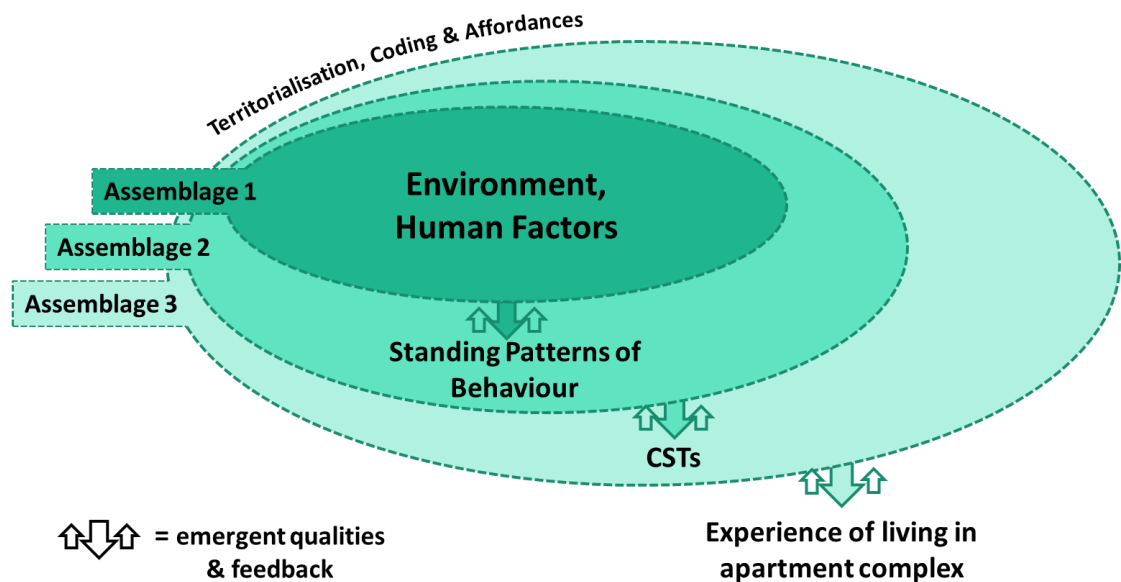 Territorialisation, Coding & Affordances
Assemblage 1
Environment,
Human Factors
Assemblage 2
Assemblage 3
Standing Patterns of
Behaviour
CSTs
= emergent qualities
& feedback
Experience of living in
apartment complex